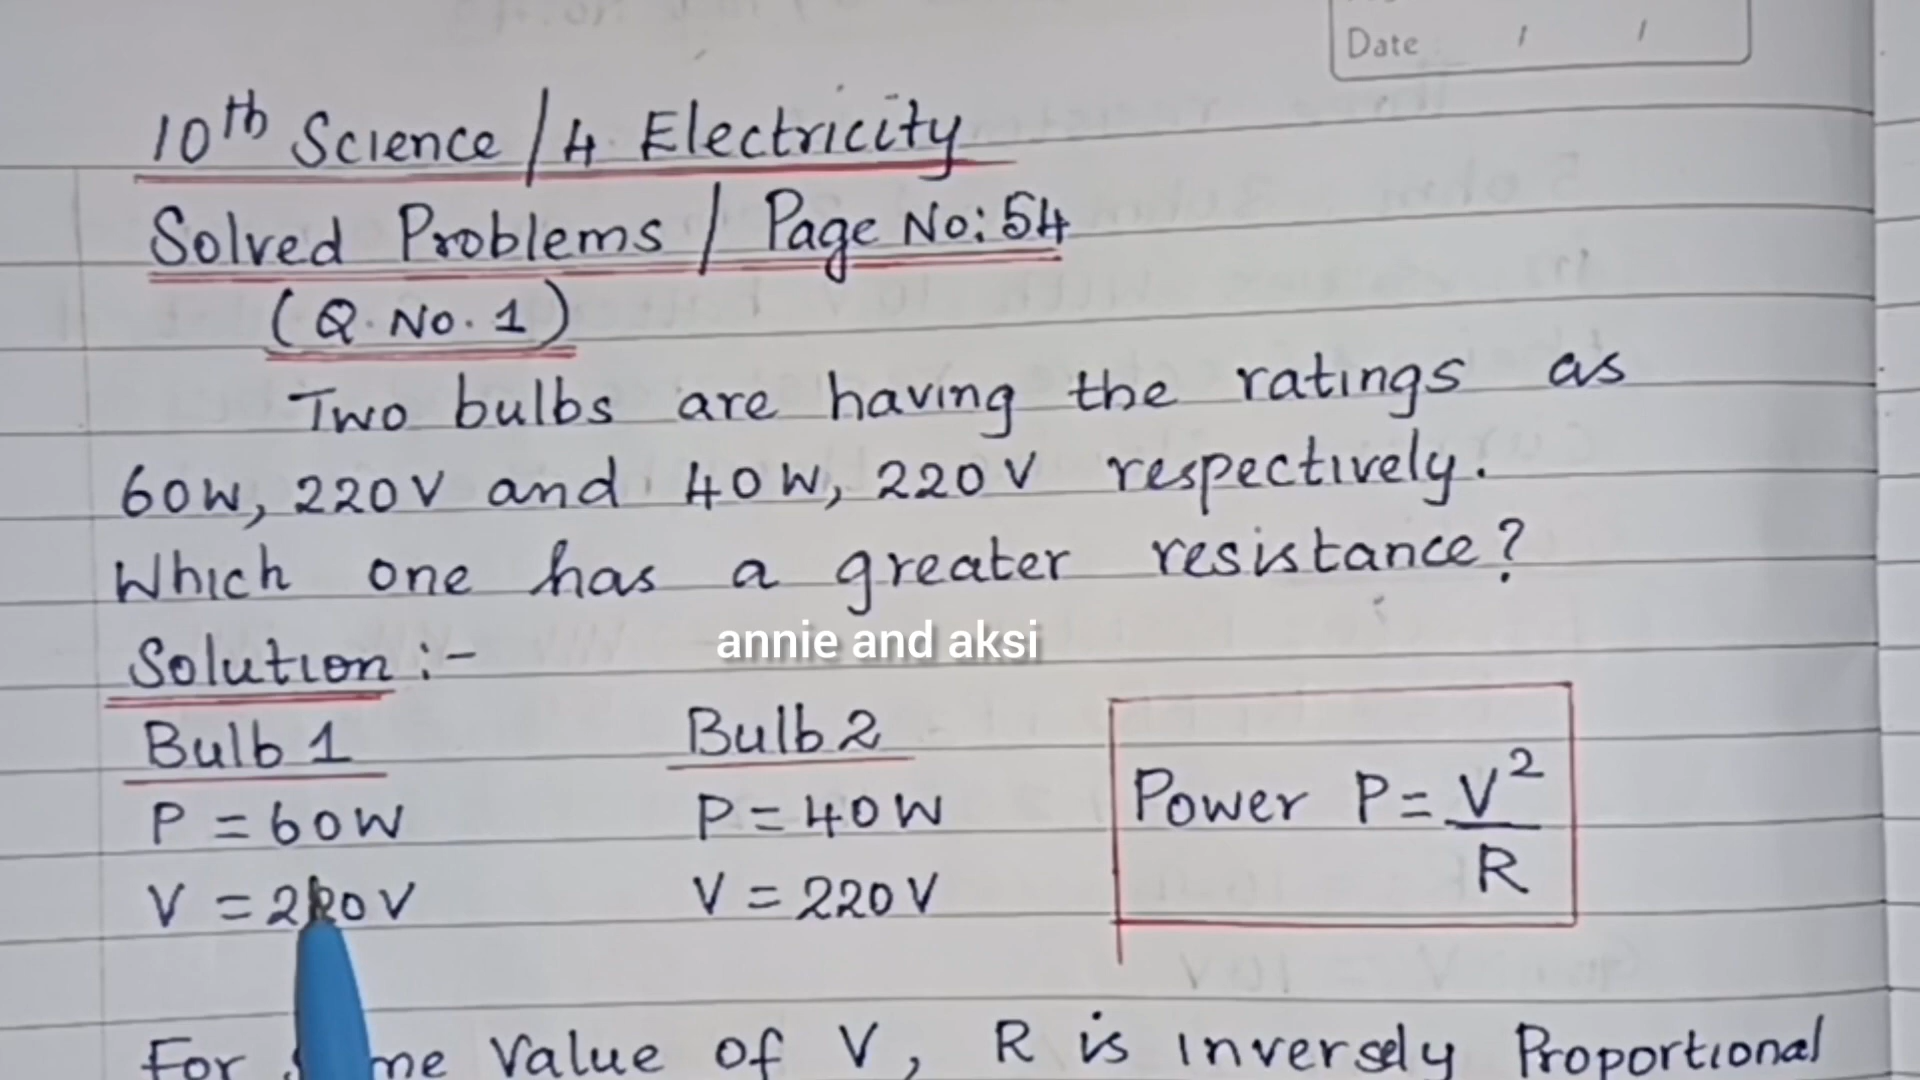 Date / /
10th Science / 4 Electricity
Solved Problems / Page No: 54
(Q. No. 1)
Two bulbs are having the ratings as
60W, 220V and 40W, 220V respectively.
Which one has a greater resistance?
annie and aksi
Solution :-
Bulb 1 Bulb 2
P = 60W P = 40W Power P = V²/R
V = 220V V = 220V
For me Value of V, R is inversely Proportional